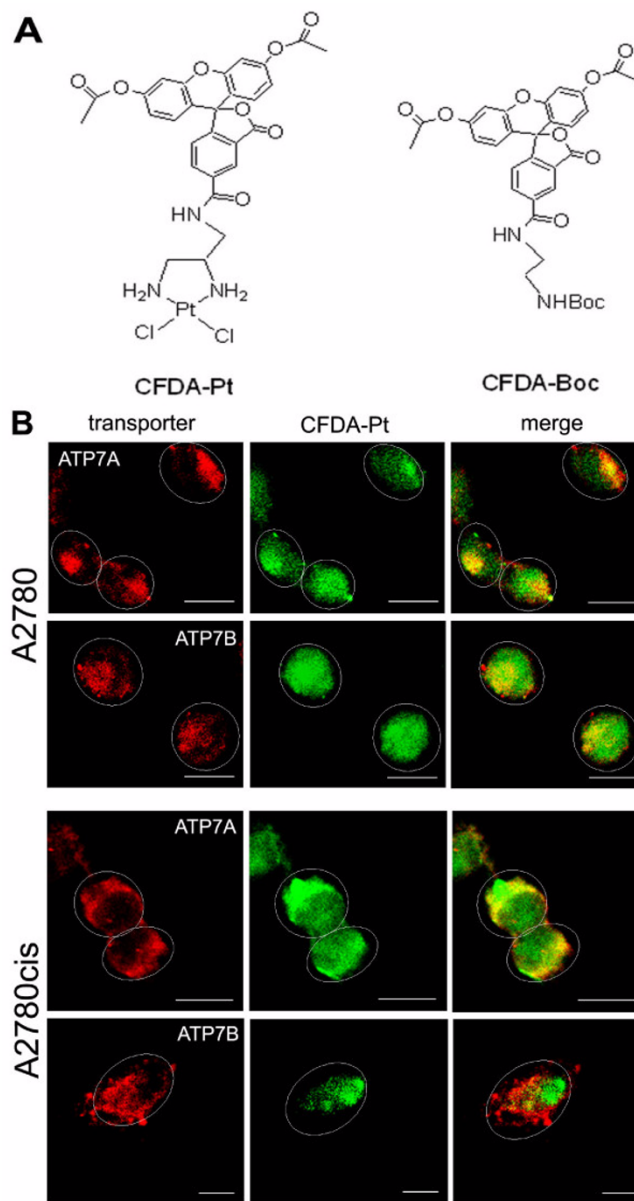 A
O
O
O
O
O
O
O
HN
O
H₂N
NH₂
Pt
Cl
Cl
CFDA-Pt
O
O
O
O
O
O
O
HN
O
HNBoc
CFDA-Boc
B
transporter
CFDA-Pt
merge
A2780
ATP7A
ATP7B
A2780cis
ATP7A
ATP7B